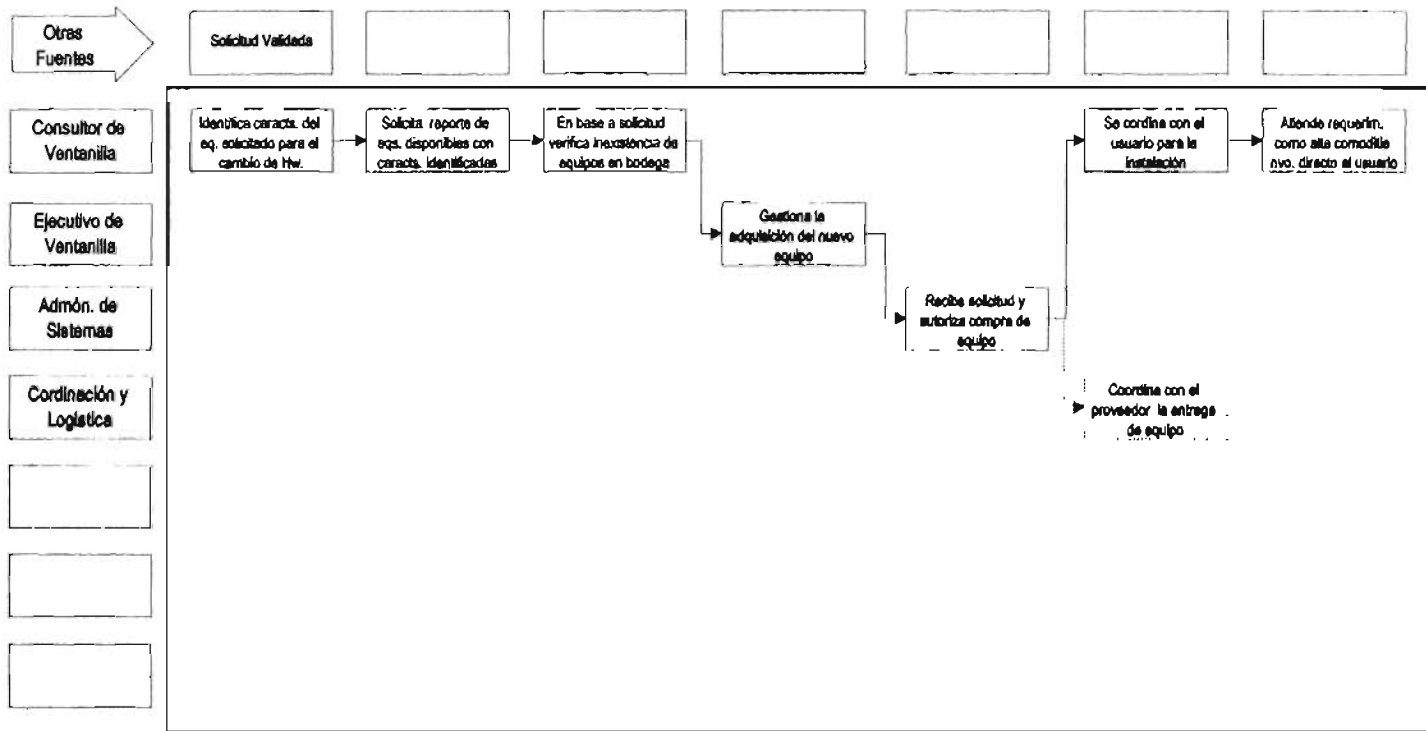 Otras
Fuentes
Solicitud Validada
Consultor de
Ventanilla
Identifica caracts. del
eq. solicitado para el
cambio de Hw.
Solicita reporte de
eqs. disponibles con
caracts. identificadas
En base a solicitud
verifica inexistencia de
equipos en bodega
Se cordina con el
usuario para la
instalación
Atiende requerim.
como alta comoditie
nvo. directo al usuario
Ejecutivo de
Ventanilla
Gestiona la
adquisición del nuevo
equipo
Admón. de
Sistemas
Recibe solicitud y
autoriza compra de
equipo
Cordinación y
Logística
Coordina con el
proveedor la entrega
de equipo